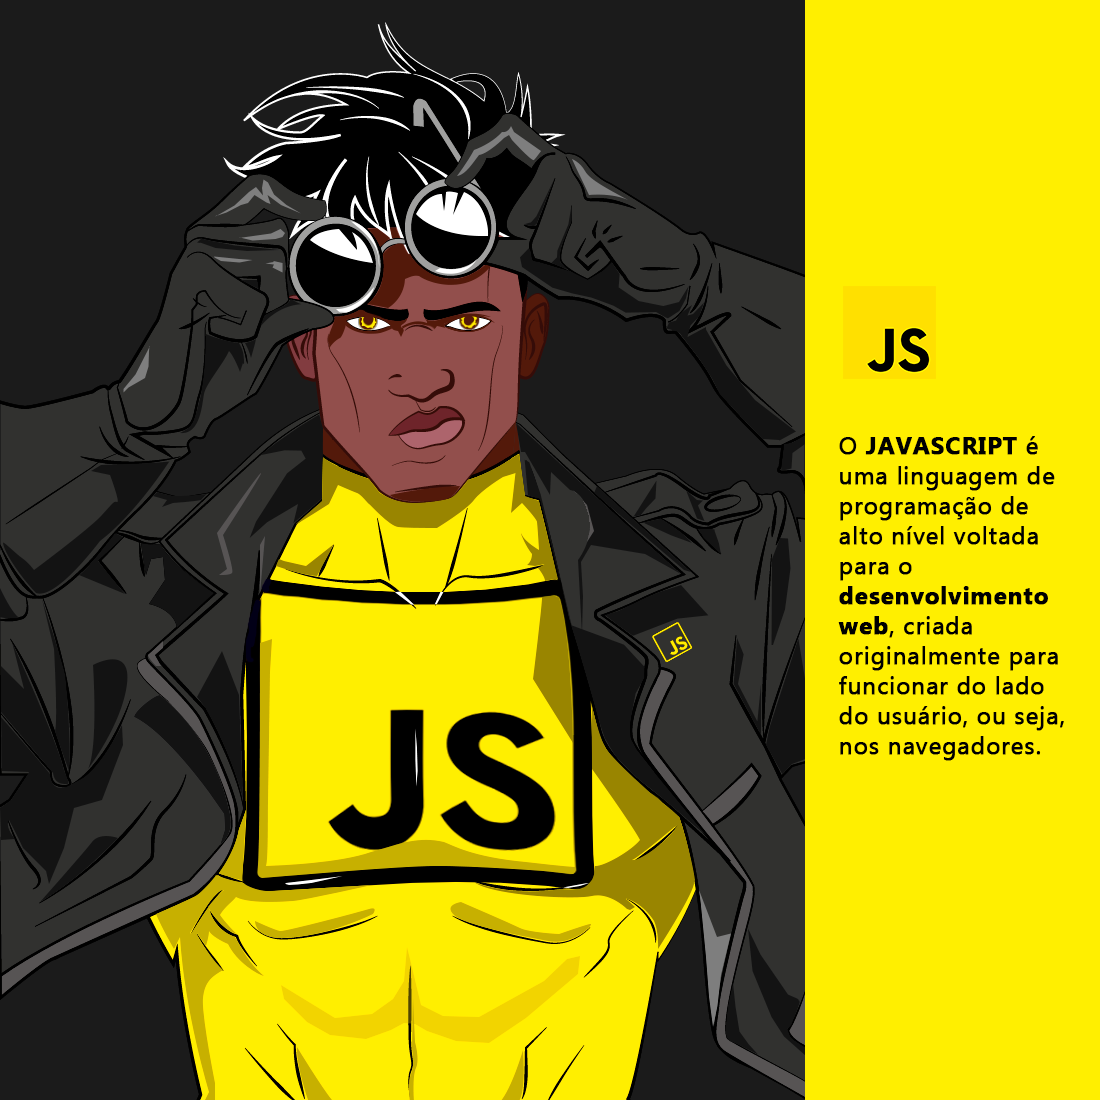 JS
JS
JS
O JAVASCRIPT é
uma linguagem de
programação de
alto nível voltada
para o
desenvolvimento
web, criada
originalmente para
funcionar do lado
do usuário, ou seja,
nos navegadores.